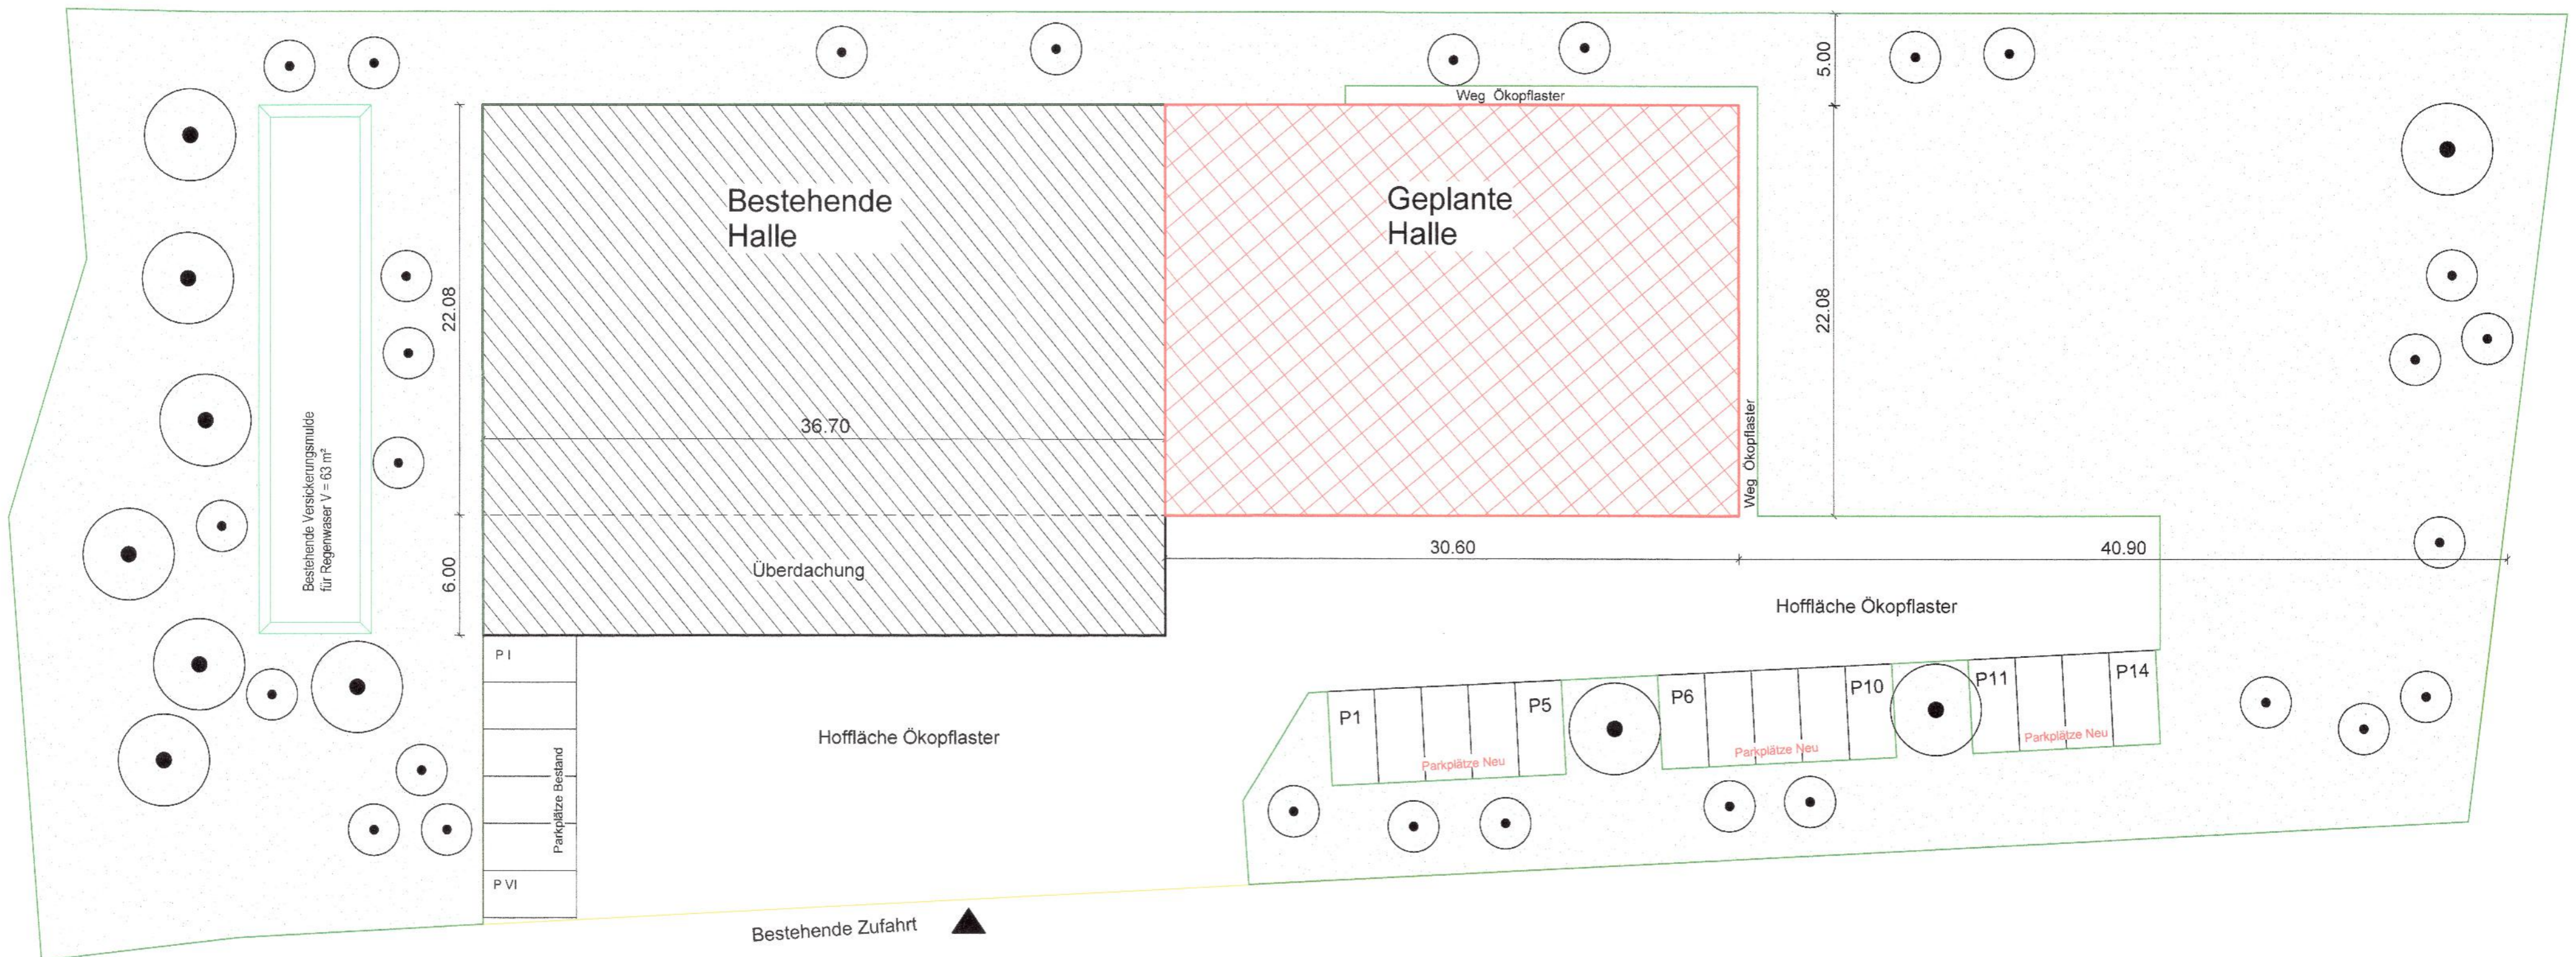 5.00
Weg Ökopflaster
Bestehende
Halle
Geplante
Halle
22.08
22.08
Bestehende Versickerungsmulde
für Regenwaser V = 63 m²
36.70
Weg Ökopflaster
30.60
40.90
6.00
Überdachung
Hoffläche Ökopflaster
P I
P1
P5
P6
P10
P11
P14
Parkplätze Neu
Parkplätze Neu
Parkplätze Neu
Hoffläche Ökopflaster
Parkplätze Bestand
P VI
Bestehende Zufahrt